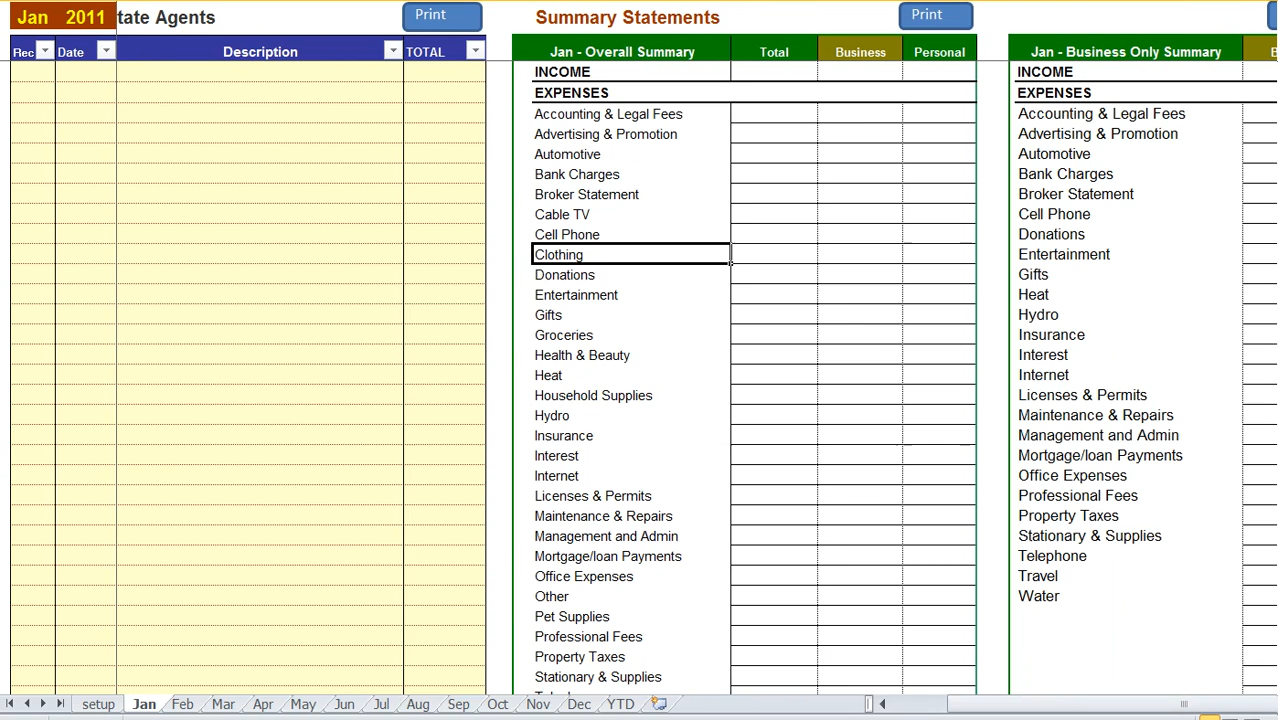 Jan 2011 tate Agents Print Summary Statements Print
Rec Date Description TOTAL Jan - Overall Summary Total Business Personal Jan - Business Only Summary
INCOME INCOME
EXPENSES EXPENSES
Accounting & Legal Fees Accounting & Legal Fees
Advertising & Promotion Advertising & Promotion
Automotive Automotive
Bank Charges Bank Charges
Broker Statement Broker Statement
Cable TV Cell Phone
Cell Phone Donations
Clothing Entertainment
Donations Gifts
Entertainment Heat
Gifts Hydro
Groceries Insurance
Health & Beauty Interest
Heat Internet
Household Supplies Licenses & Permits
Hydro Maintenance & Repairs
Insurance Management and Admin
Interest Mortgage/loan Payments
Internet Office Expenses
Licenses & Permits Professional Fees
Maintenance & Repairs Property Taxes
Management and Admin Stationary & Supplies
Mortgage/loan Payments Telephone
Office Expenses Travel
Other Water
Pet Supplies
Professional Fees
Property Taxes
Stationary & Supplies
setup Jan Feb Mar Apr May Jun Jul Aug Sep Oct Nov Dec YTD